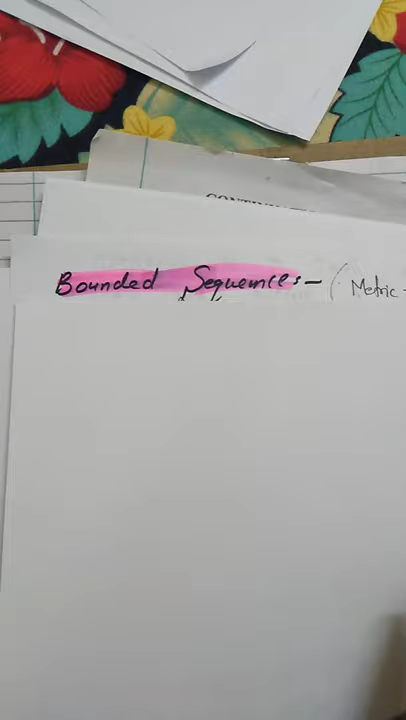 Bounded Sequences — ( Metric -